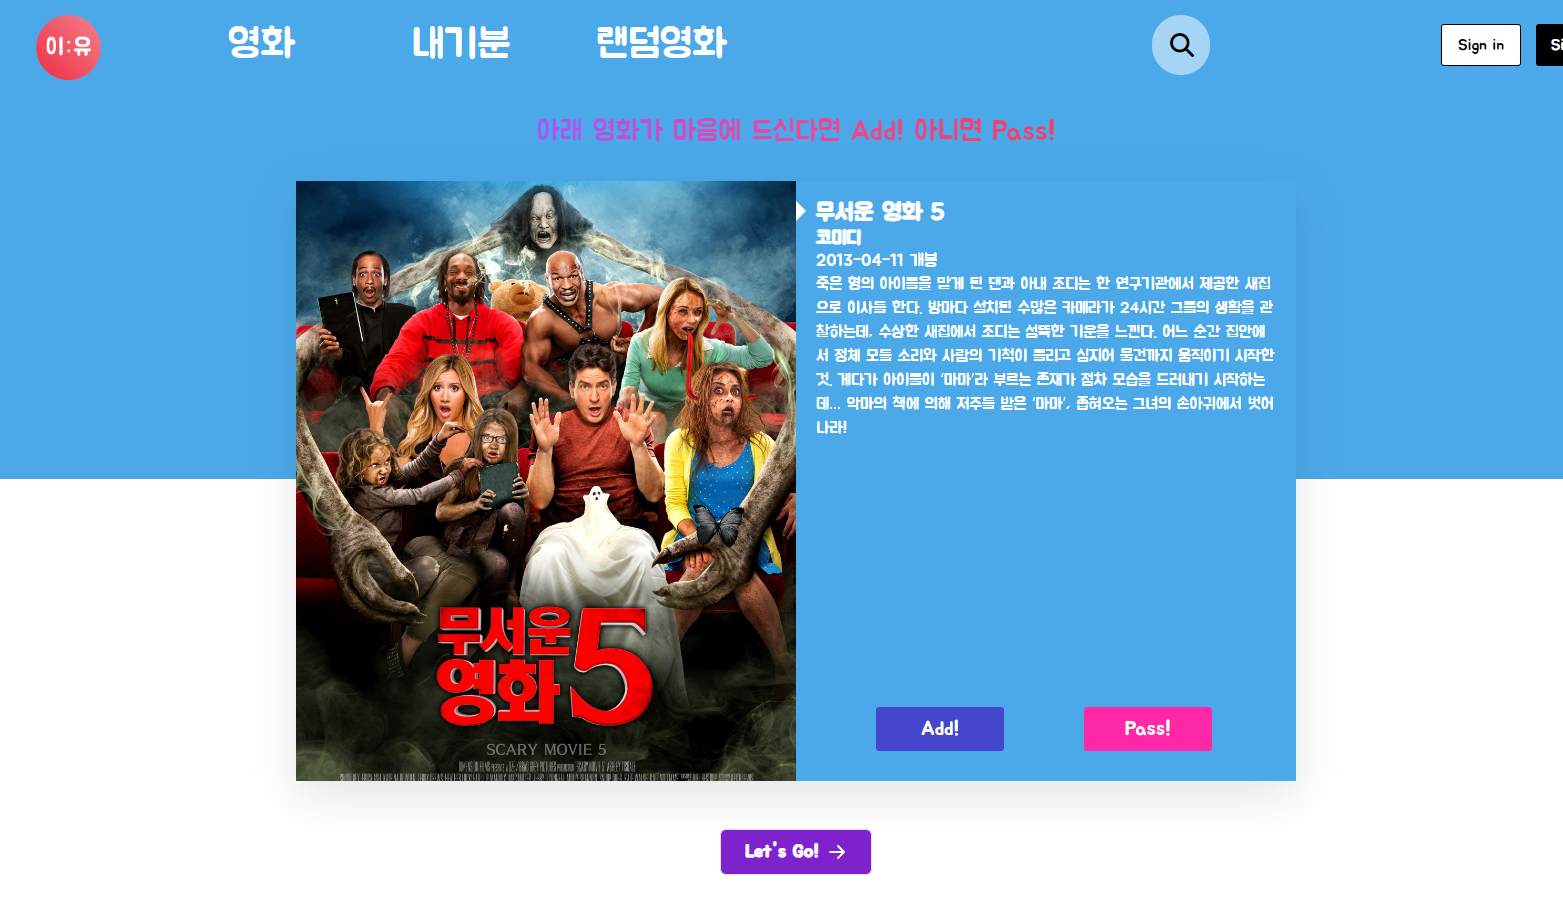 이:유
영화
내기분
랜덤영화
Sign in
Si
아래 영화가 마음에 드신다면 Add! 아니면 Pass!
무서운 영화 5
코미디
2013-04-11 개봉
죽은 형의 아이들을 맡게 된 댄과 아내 조디는 한 연구기관에서 제공한 새집
으로 이사를 한다. 방마다 설치된 수많은 카메라가 24시간 그들의 생활을 관
찰하는데, 수상한 새집에서 조디는 섬뜩한 기운을 느낀다. 어느 순간 집안에
서 정체 모를 소리와 사람의 기척이 들리고 심지어 물건까지 움직이기 시작한
것. 게다가 아이들이 '마마'라 부르는 존재가 점차 모습을 드러내기 시작하는
데... 악마의 책에 의해 저주를 받은 '마마', 좁혀오는 그녀의 손아귀에서 벗어
나라!
무서운
영화 5
SCARY MOVIE 5
Add!
Pass!
Let's Go!